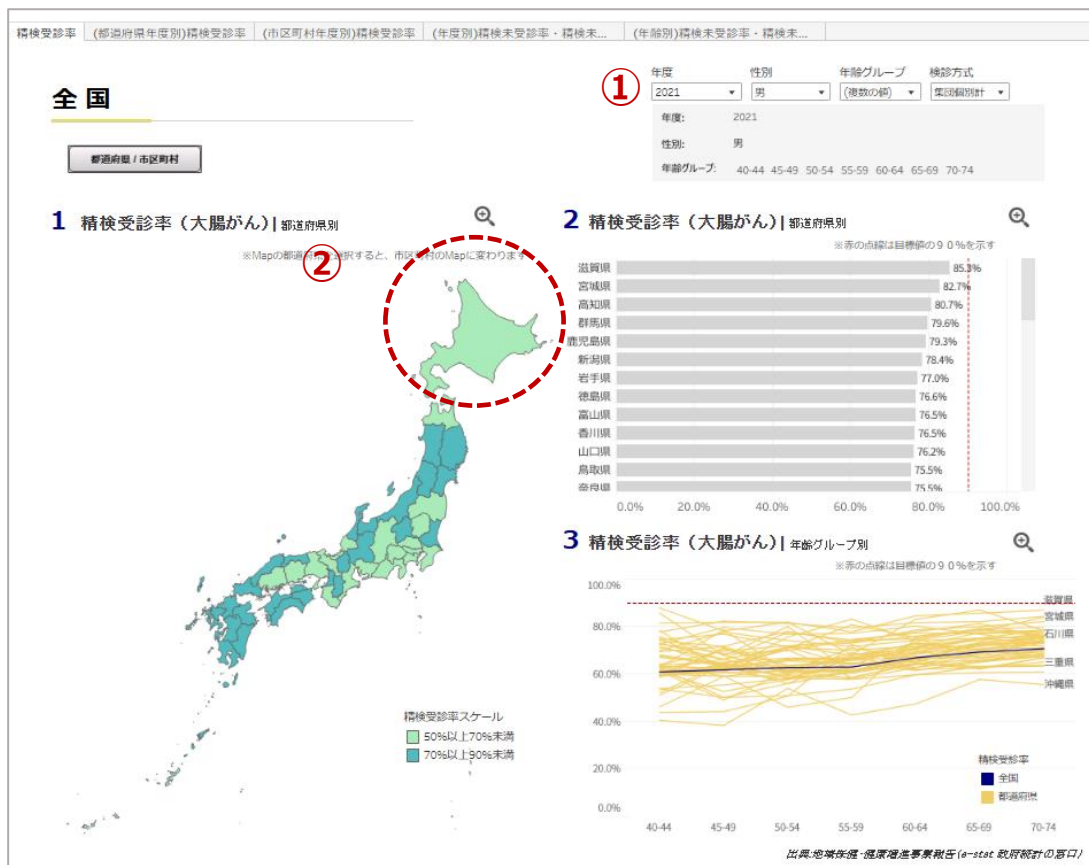 精検受診率 (都道府県年度別)精検受診率 (市区町村年度別)精検受診率 (年度別)精検未受診率・精検未... (年齢別)精検未受診率・精検未...
全国
都道府県 / 市区町村
①
年度 性別 年齢グループ 検診方式
2021 男 (複数の値) 集団個別計
年度: 2021
性別: 男
年齢グループ: 40-44 45-49 50-54 55-59 60-64 65-69 70-74
1 精検受診率（大腸がん）| 都道府県別
②
※Mapの都道府県を選択すると、市区町村のMapに変わります
精検受診率スケール
50%以上70%未満
70%以上90%未満
2 精検受診率（大腸がん）| 都道府県別
※赤の点線は目標値の９０%を示す
滋賀県 85.3%
宮城県 82.7%
高知県 80.7%
群馬県 79.6%
鹿児島県 79.3%
新潟県 78.4%
岩手県 77.0%
徳島県 76.6%
富山県 76.5%
香川県 76.5%
山口県 76.2%
鳥取県 75.5%
奈良県 75.5%
0.0% 20.0% 40.0% 60.0% 80.0% 100.0%
3 精検受診率（大腸がん）| 年齢グループ別
※赤の点線は目標値の９０%を示す
100.0%
80.0%
60.0%
40.0%
20.0%
0.0%
滋賀県
宮城県
石川県
三重県
沖縄県
精検受診率
全国
都道府県
40-44 45-49 50-54 55-59 60-64 65-69 70-74
出典:地域保健・健康増進事業報告(e-stat 政府統計の窓口)